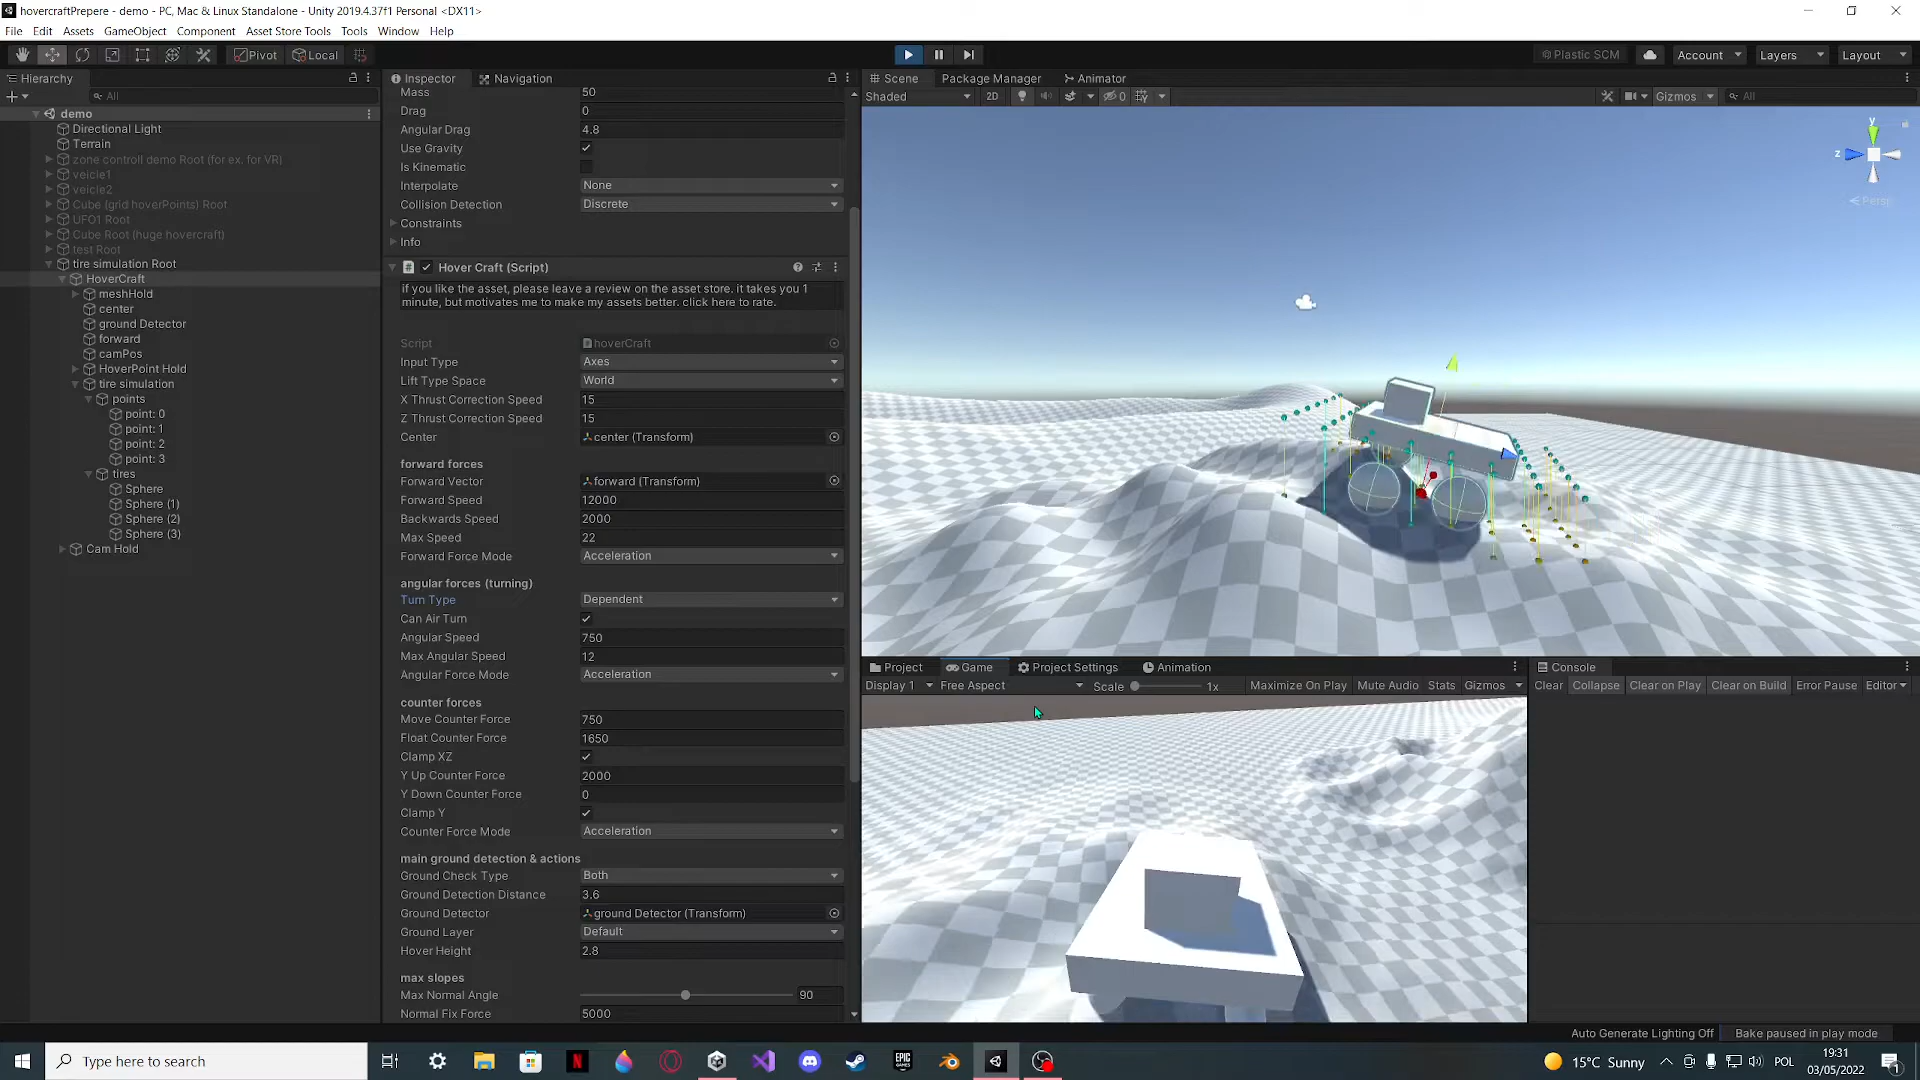 hovercraftPrepere - demo - PC, Mac & Linux Standalone - Unity 2019.4.37f1 Personal <DX11>
File Edit Assets GameObject Component Asset Store Tools Tools Window Help
Pivot Local
Plastic SCM Account Layers Layout
Hierarchy
All
demo
Directional Light
Terrain
zone controll demo Root (for ex. for VR)
veicle1
veicle2
Cube (grid hoverPoints) Root
UFO1 Root
Cube Root (huge hovercraft)
test Root
tire simulation Root
HoverCraft
meshHold
center
ground Detector
forward
camPos
HoverPoint Hold
tire simulation
points
point: 0
point: 1
point: 2
point: 3
tires
Sphere
Sphere (1)
Sphere (2)
Sphere (3)
Cam Hold
Inspector Navigation
Mass 50
Drag 0
Angular Drag 4.8
Use Gravity
Is Kinematic
Interpolate None
Collision Detection Discrete
Constraints
Info
Hover Craft (Script)
if you like the asset, please leave a review on the asset store. it takes you 1
minute, but motivates me to make my assets better. click here to rate.
Script hoverCraft
Input Type Axes
Lift Type Space World
X Thrust Correction Speed 15
Z Thrust Correction Speed 15
Center center (Transform)
forward forces
Forward Vector forward (Transform)
Forward Speed 12000
Backwards Speed 2000
Max Speed 22
Forward Force Mode Acceleration
angular forces (turning)
Turn Type Dependent
Can Air Turn
Angular Speed 750
Max Angular Speed 12
Angular Force Mode Acceleration
counter forces
Move Counter Force 750
Float Counter Force 1650
Clamp XZ
Y Up Counter Force 2000
Y Down Counter Force 0
Clamp Y
Counter Force Mode Acceleration
main ground detection & actions
Ground Check Type Both
Ground Detection Distance 3.6
Ground Detector ground Detector (Transform)
Ground Layer Default
Hover Height 2.8
max slopes
Max Normal Angle 90
Normal Fix Force 5000
Scene Package Manager Animator
Shaded 2D 0 Gizmos All
y
z
Persp
Project Game Project Settings Animation
Display 1 Free Aspect Scale 1x Maximize On Play Mute Audio Stats Gizmos
Console
Clear Collapse Clear on Play Clear on Build Error Pause Editor
Auto Generate Lighting Off Bake paused in play mode
Type here to search
15°C Sunny POL
19:31
03/05/2022
1